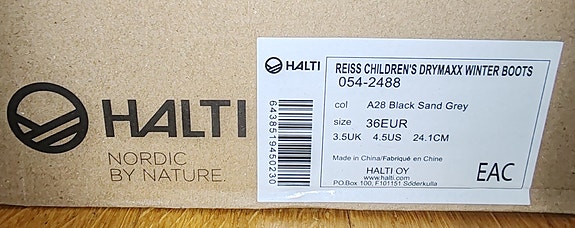 HALTI
NORDIC
BY NATURE.
HALTI
REISS CHILDREN'S DRYMAXX WINTER BOOTS
054-2488
col A28 Black Sand Grey
size 36EUR
3.5UK 4.5US 24.1CM
Made in China/Fabriqué en Chine
HALTI OY
www.halti.com
P.O.Box 100, F101151 Söderkulla
EAC
6438519450230